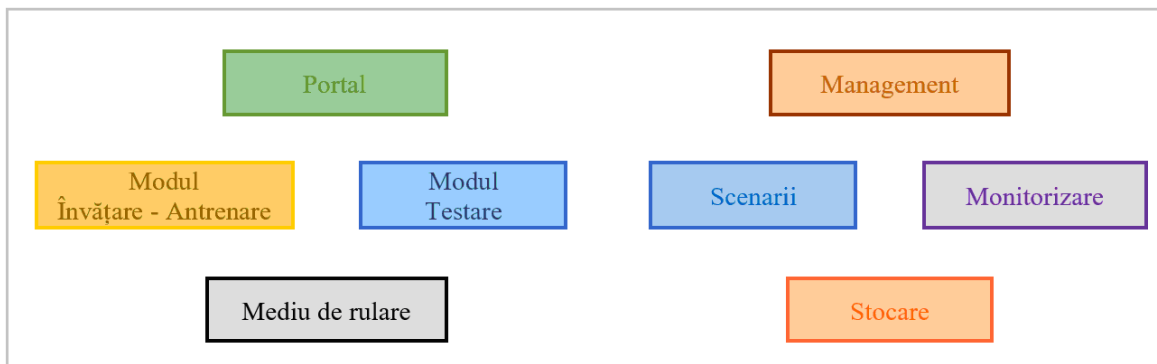 Portal
Management
Modul
Învățare - Antrenare
Modul
Testare
Scenarii
Monitorizare
Mediu de rulare
Stocare